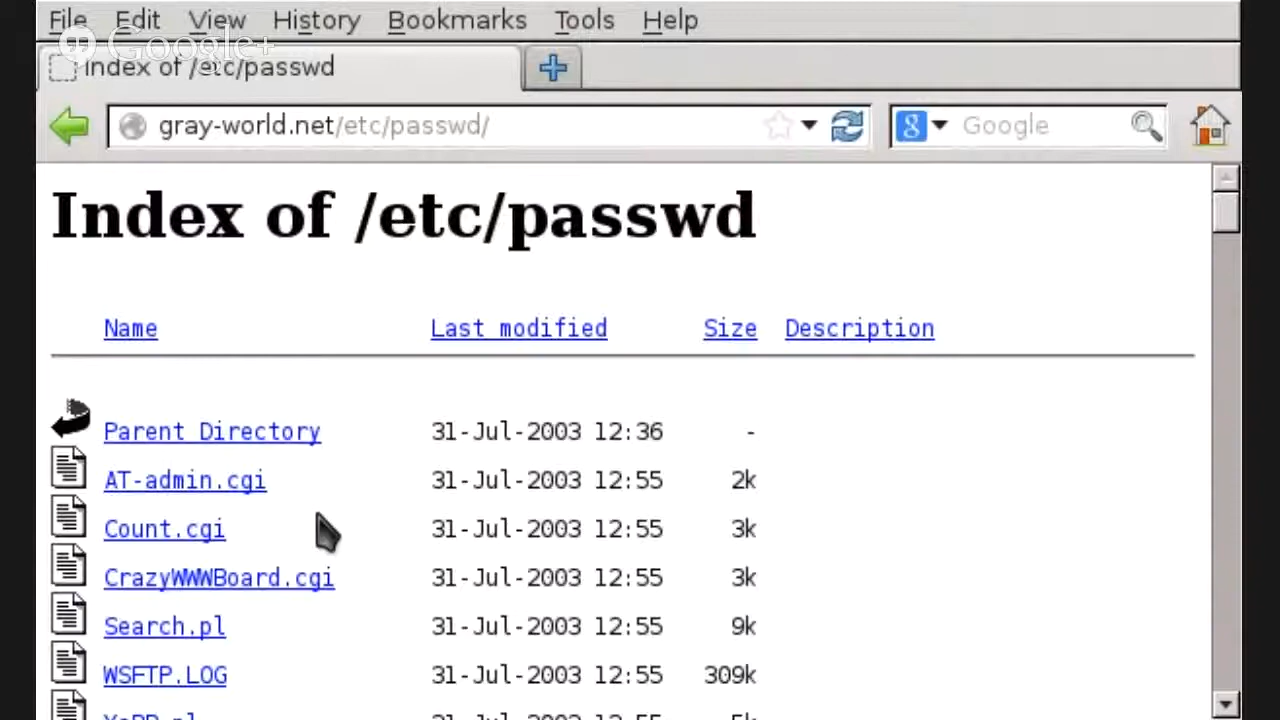 File Edit View History Bookmarks Tools Help
Google+
Index of /etc/passwd
gray-world.net/etc/passwd/
8 Google
Index of /etc/passwd
Name Last modified Size Description
Parent Directory 31-Jul-2003 12:36 -
AT-admin.cgi 31-Jul-2003 12:55 2k
Count.cgi 31-Jul-2003 12:55 3k
CrazyWWWBoard.cgi 31-Jul-2003 12:55 3k
Search.pl 31-Jul-2003 12:55 9k
WSFTP.LOG 31-Jul-2003 12:55 309k